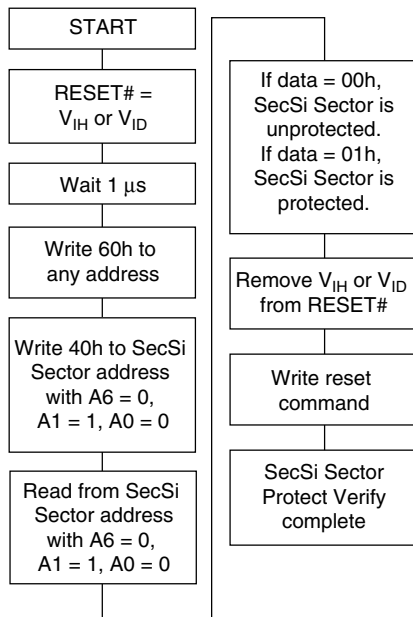 START
RESET# =
V_IH or V_ID
Wait 1 μs
Write 60h to
any address
Write 40h to SecSi
Sector address
with A6 = 0,
A1 = 1, A0 = 0
Read from SecSi
Sector address
with A6 = 0,
A1 = 1, A0 = 0
If data = 00h,
SecSi Sector is
unprotected.
If data = 01h,
SecSi Sector is
protected.
Remove V_IH or V_ID
from RESET#
Write reset
command
SecSi Sector
Protect Verify
complete